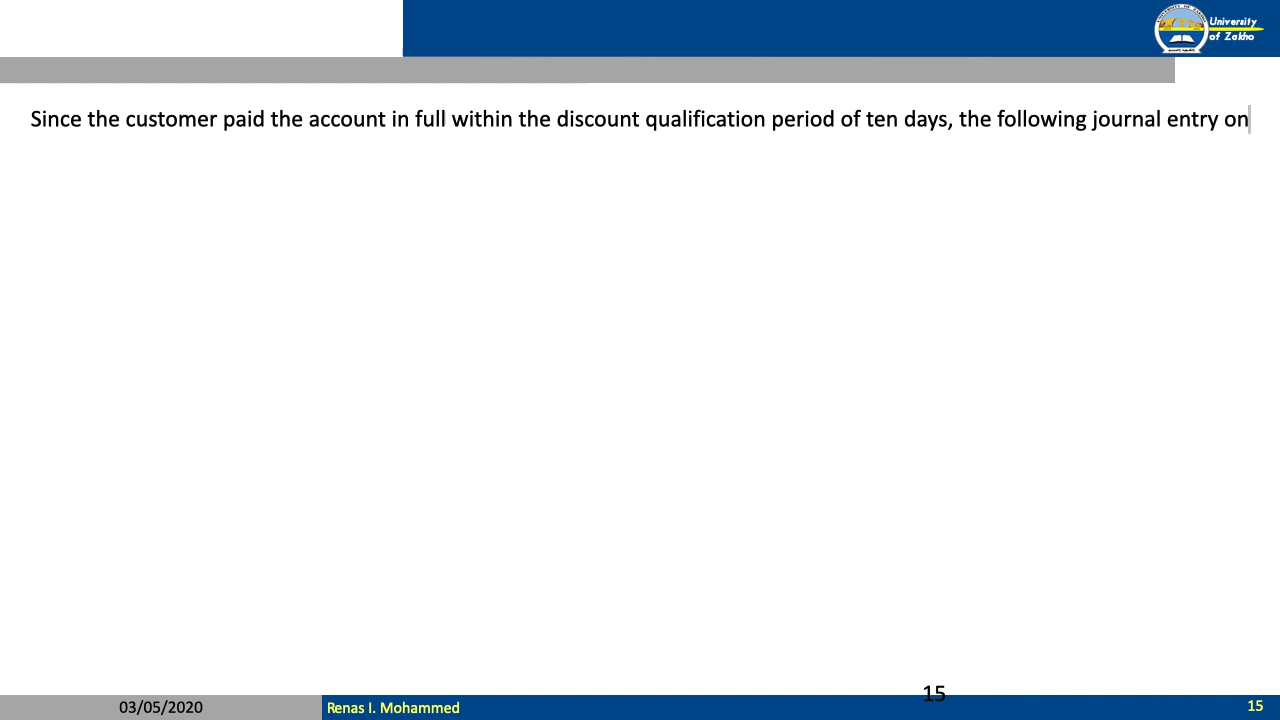 University
of Zakho
Since the customer paid the account in full within the discount qualification period of ten days, the following journal entry on
15
03/05/2020
Renas I. Mohammed
15